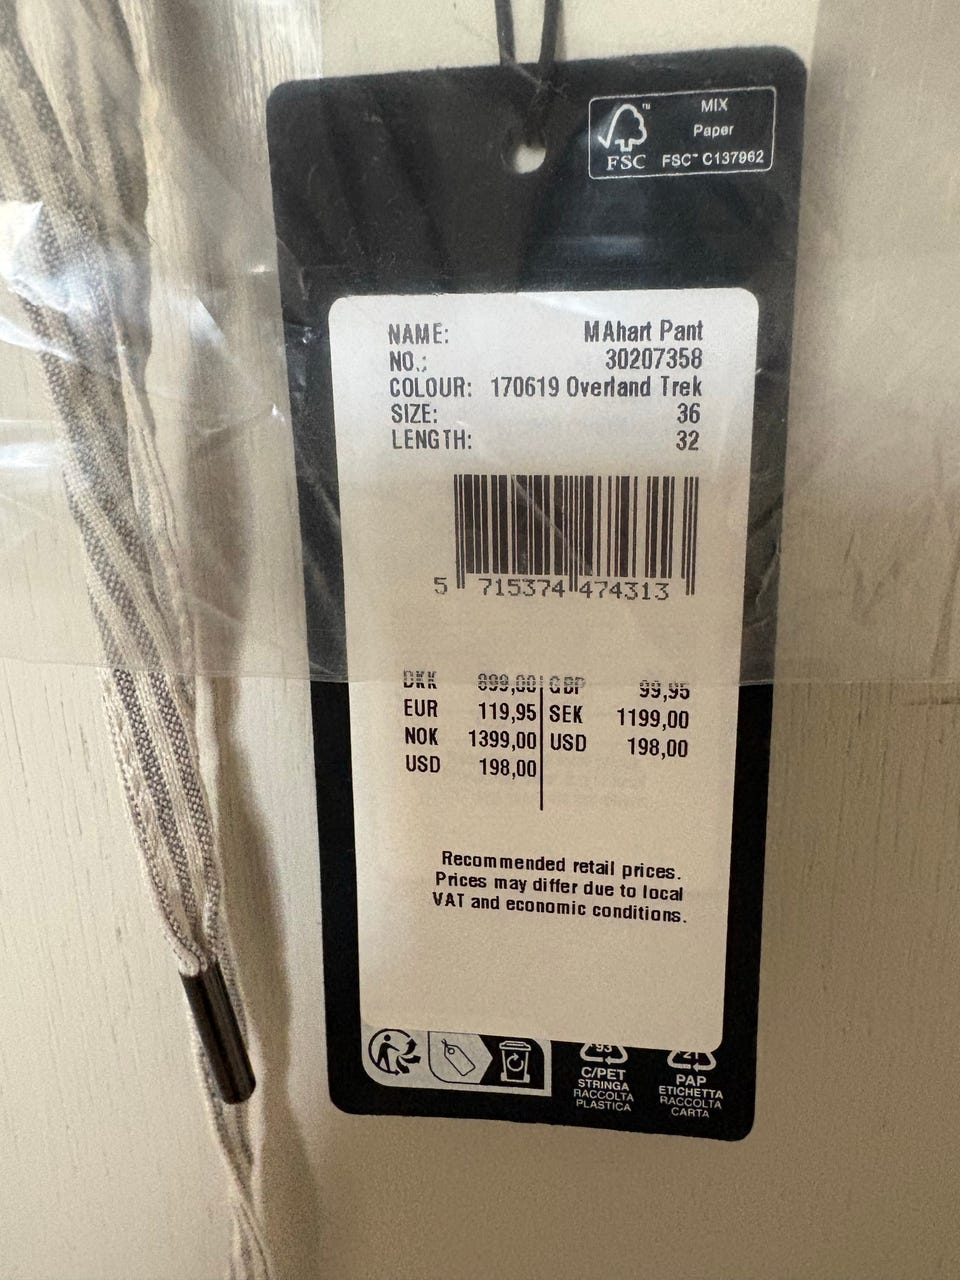 MIX
Paper
FSC™ C137962
FSC
NAME: MAhart Pant
NO.: 30207358
COLOUR: 170619 Overland Trek
SIZE: 36
LENGTH: 32
5 715374 474313
DKK 899,00 GBP 99,95
EUR 119,95 SEK 1199,00
NOK 1399,00 USD 198,00
USD 198,00
Recommended retail prices.
Prices may differ due to local
VAT and economic conditions.
93
C/PET
STRINGA
RACCOLTA
PLASTICA
21
PAP
ETICHETTA
RACCOLTA
CARTA